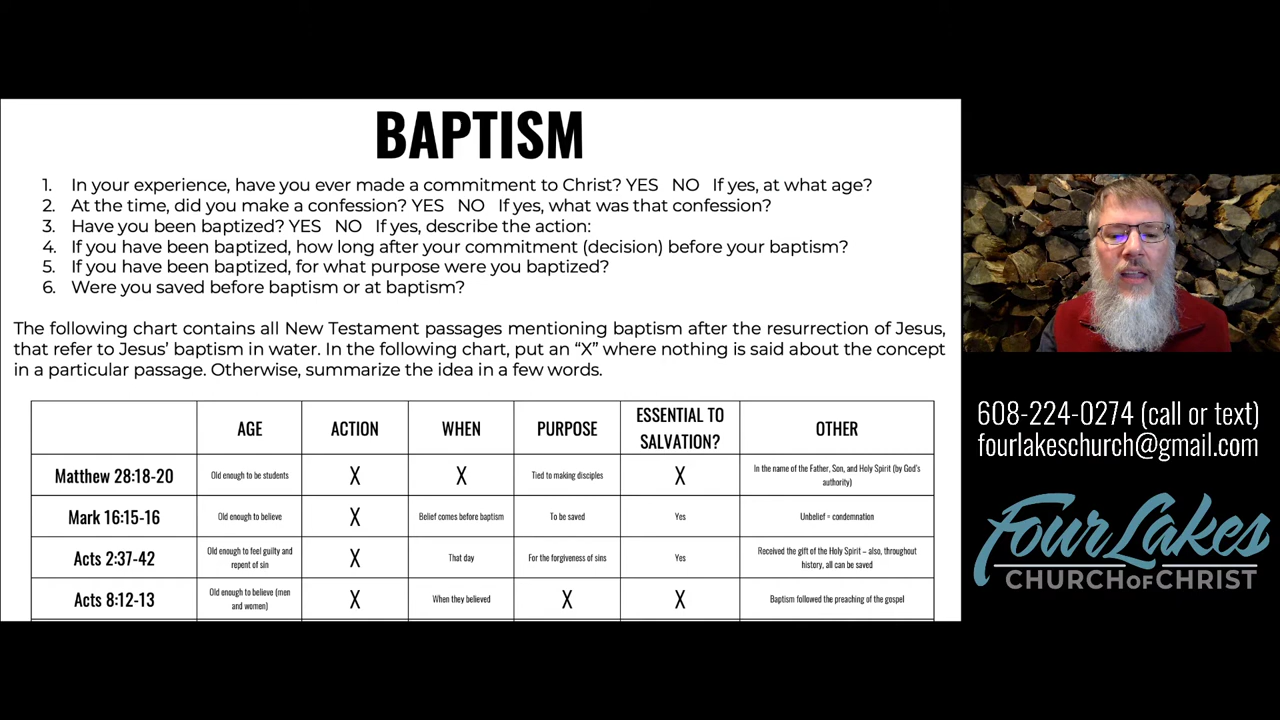 BAPTISM
1. In your experience, have you ever made a commitment to Christ? YES NO If yes, at what age?
2. At the time, did you make a confession? YES NO If yes, what was that confession?
3. Have you been baptized? YES NO If yes, describe the action:
4. If you have been baptized, how long after your commitment (decision) before your baptism?
5. If you have been baptized, for what purpose were you baptized?
6. Were you saved before baptism or at baptism?
The following chart contains all New Testament passages mentioning baptism after the resurrection of Jesus,
that refer to Jesus’ baptism in water. In the following chart, put an “X” where nothing is said about the concept
in a particular passage. Otherwise, summarize the idea in a few words.
AGE ACTION WHEN PURPOSE ESSENTIAL TO OTHER
SALVATION?
Matthew 28:18-20 Old enough to be students X X Tied to making disciples X In the name of the Father, Son, and Holy Spirit (by God’s
authority)
Mark 16:15-16 Old enough to believe X Belief comes before baptism To be saved Yes Unbelief = condemnation
Acts 2:37-42 Old enough to feel guilty and X That day For the forgiveness of sins Yes Received the gift of the Holy Spirit – also, throughout
repent of sin history, all can be saved
Acts 8:12-13 Old enough to believe (men X When they believed X X Baptism followed the preaching of the gospel
and women)
608-224-0274 (call or text)
fourlakeschurch@gmail.com
Four Lakes
CHURCH OF CHRIST